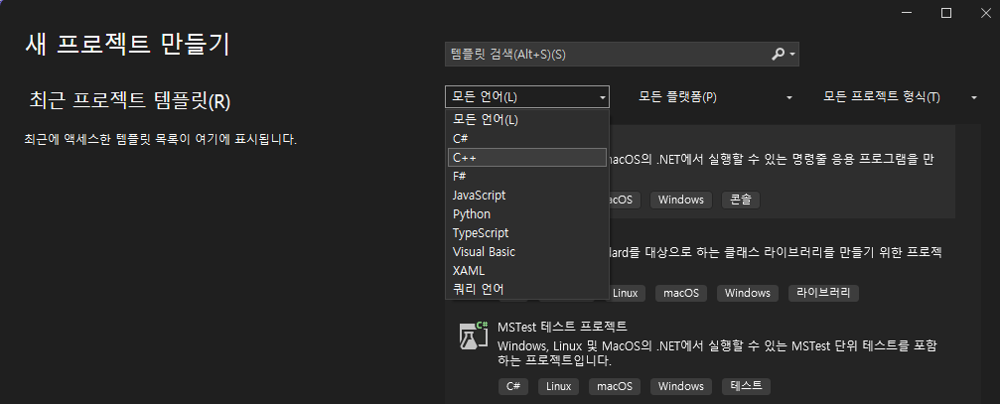 새 프로젝트 만들기
템플릿 검색(Alt+S)(S)
최근 프로젝트 템플릿(R)
최근에 액세스한 템플릿 목록이 여기에 표시됩니다.
모든 언어(L)
모든 플랫폼(P)
모든 프로젝트 형식(T)
모든 언어(L)
C#
C++
F#
JavaScript
Python
TypeScript
Visual Basic
XAML
쿼리 언어
macOS의 .NET에서 실행할 수 있는 명령줄 응용 프로그램을 만
Windows
콘솔
대상으로 하는 클래스 라이브러리를 만들기 위한 프로젝
Linux
macOS
Windows
라이브러리
C#
MSTest 테스트 프로젝트
Windows, Linux 및 MacOS의 .NET에서 실행할 수 있는 MSTest 단위 테스트를 포함
하는 프로젝트입니다.
C#
Linux
macOS
Windows
테스트